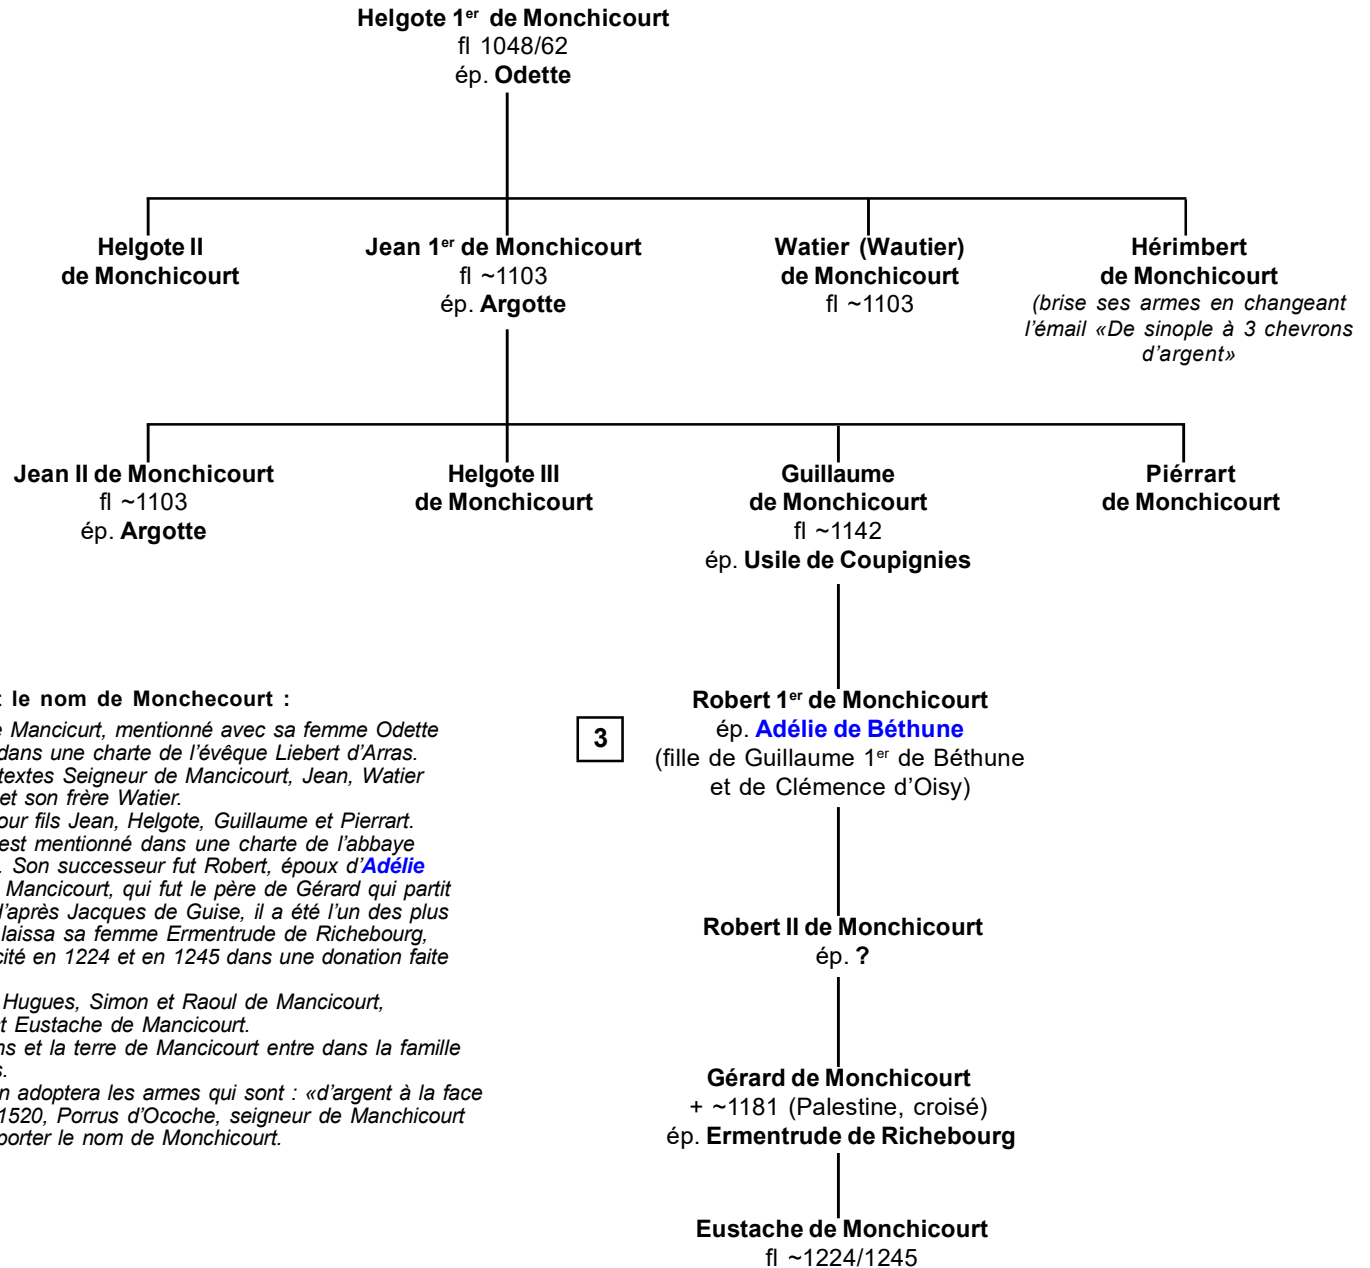 Helgote 1er de Monchicourt
fl 1048/62
ép. Odette
Helgote II
de Monchicourt
Jean 1er de Monchicourt
fl ~1103
ép. Argotte
Watier (Wautier)
de Monchicourt
fl ~1103
Hérimbert
de Monchicourt
(brise ses armes en changeant
l’émail «De sinople à 3 chevrons
d’argent»
Jean II de Monchicourt
fl ~1103
ép. Argotte
Helgote III
de Monchicourt
Guillaume
de Monchicourt
fl ~1142
ép. Usile de Coupignies
Piérrart
de Monchicourt
le nom de Monchecourt :
Mancicurt, mentionné avec sa femme Odette
dans une charte de l’évêque Liebert d’Arras.
textes Seigneur de Mancicourt, Jean, Watier
et son frère Watier.
our fils Jean, Helgote, Guillaume et Pierrart.
est mentionné dans une charte de l’abbaye
. Son successeur fut Robert, époux d’Adélie
Mancicourt, qui fut le père de Gérard qui partit
d’après Jacques de Guise, il a été l’un des plus
laissa sa femme Ermentrude de Richebourg,
cité en 1224 et en 1245 dans une donation faite
Hugues, Simon et Raoul de Mancicourt,
t Eustache de Mancicourt.
ns et la terre de Mancicourt entre dans la famille
s.
n adoptera les armes qui sont : «d’argent à la face
1520, Porrus d’Ocoche, seigneur de Manchicourt
porter le nom de Monchicourt.
3
Robert 1er de Monchicourt
ép. Adélie de Béthune
(fille de Guillaume 1er de Béthune
et de Clémence d’Oisy)
Robert II de Monchicourt
ép. ?
Gérard de Monchicourt
+ ~1181 (Palestine, croisé)
ép. Ermentrude de Richebourg
Eustache de Monchicourt
fl ~1224/1245